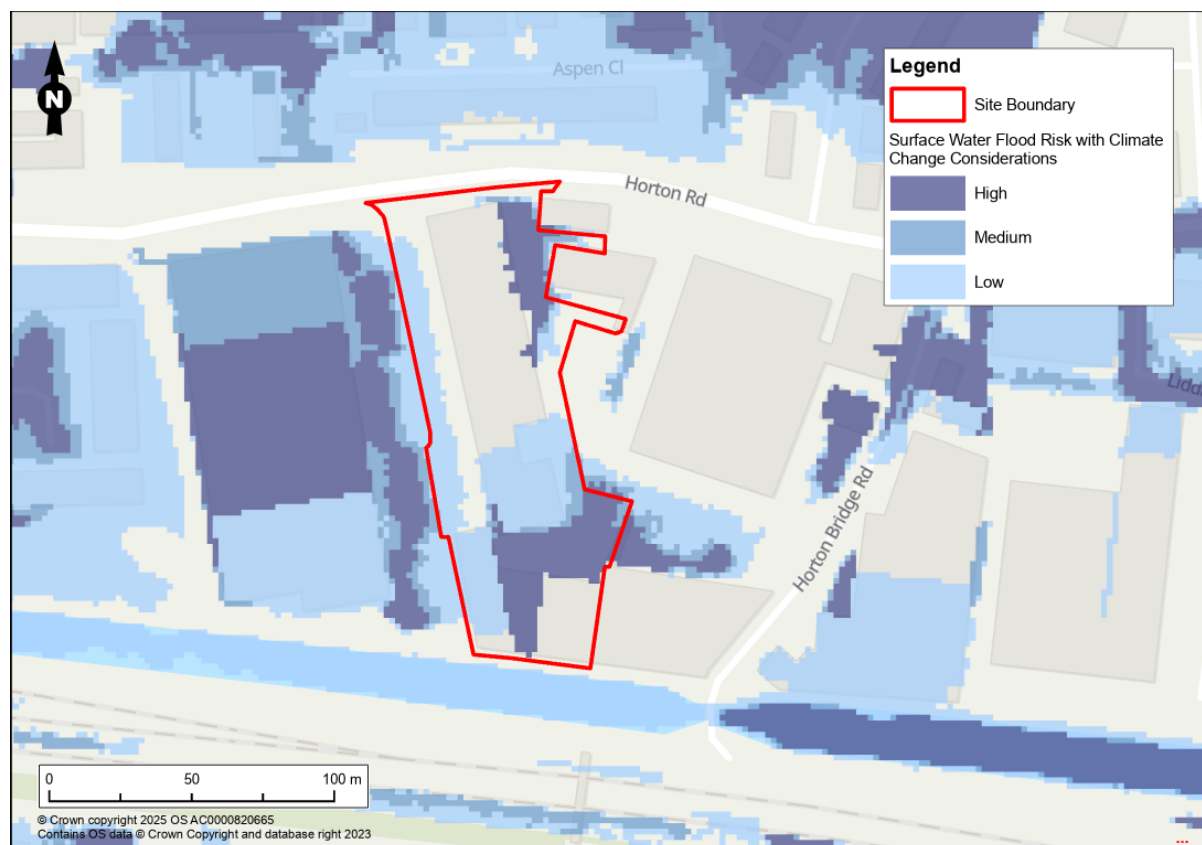 N
Aspen Cl
Horton Rd
Horton Bridge Rd
Legend
Site Boundary
Surface Water Flood Risk with Climate
Change Considerations
High
Medium
Low
0 50 100 m
© Crown copyright 2025 OS AC0000820665
Contains OS data © Crown Copyright and database right 2023
...